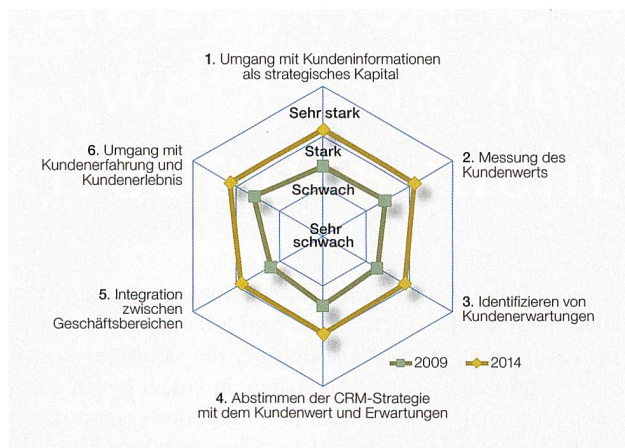 1. Umgang mit Kundeninformationen
als strategisches Kapital
Sehr stark
Stark
Schwach
Sehr
schwach
2. Messung des
Kundenwerts
3. Identifizieren von
Kundenerwartungen
2009
2014
4. Abstimmen der CRM-Strategie
mit dem Kundenwert und Erwartungen
5. Integration
zwischen
Geschäftsbereichen
6. Umgang mit
Kundenerfahrung und
Kundenerlebnis